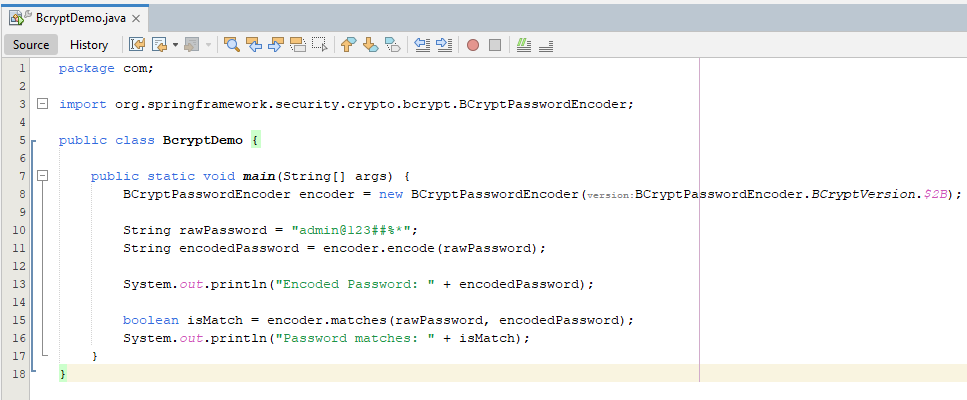 BcryptDemo.java
Source History
1 package com;
2
3 import org.springframework.security.crypto.bcrypt.BCryptPasswordEncoder;
4
5 public class BcryptDemo {
6
7 public static void main(String[] args) {
8 BCryptPasswordEncoder encoder = new BCryptPasswordEncoder(version:BCryptPasswordEncoder.BCryptVersion.$2B);
9
10 String rawPassword = "admin@123##%*";
11 String encodedPassword = encoder.encode(rawPassword);
12
13 System.out.println("Encoded Password: " + encodedPassword);
14
15 boolean isMatch = encoder.matches(rawPassword, encodedPassword);
16 System.out.println("Password matches: " + isMatch);
17 }
18 }